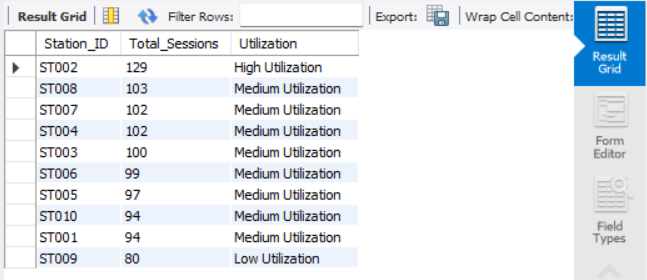 Result Grid Filter Rows: Export: Wrap Cell Content:
Station_ID Total_Sessions Utilization
ST002 129 High Utilization
ST008 103 Medium Utilization
ST007 102 Medium Utilization
ST004 102 Medium Utilization
ST003 100 Medium Utilization
ST006 99 Medium Utilization
ST005 97 Medium Utilization
ST010 94 Medium Utilization
ST001 94 Medium Utilization
ST009 80 Low Utilization
Result
Grid
Form
Editor
Field
Types